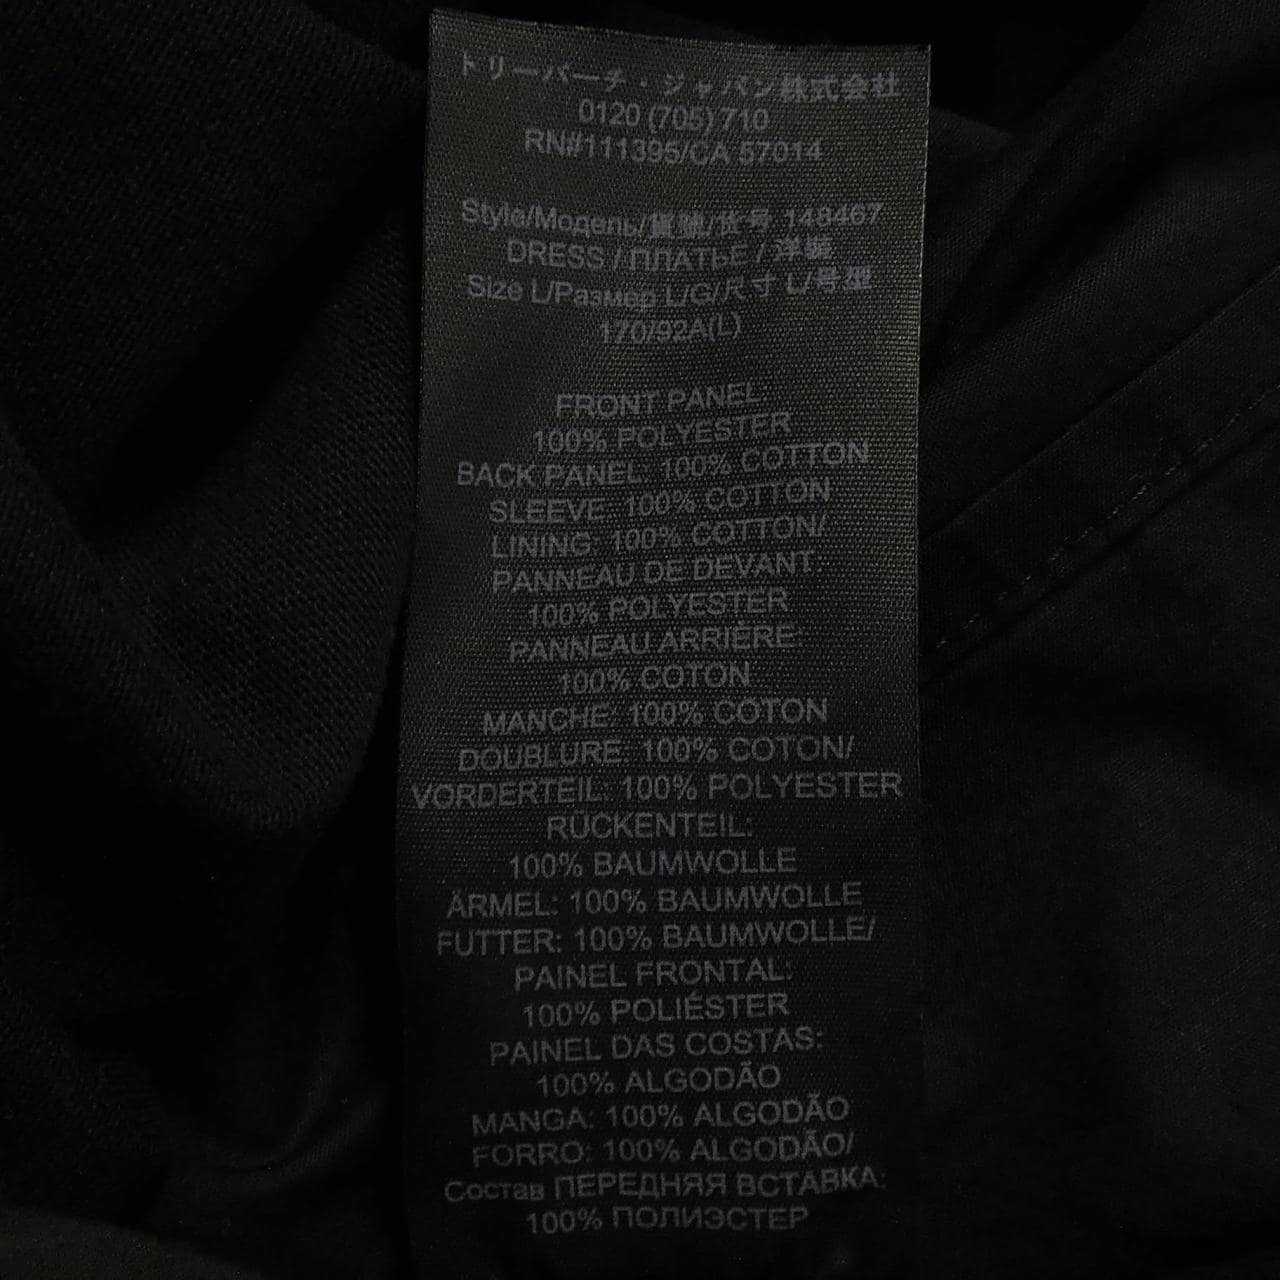 トリーバーチ・ジャパン株式会社
0120 (705) 710
RN#111395/CA 57014
Style/Модель/貨號/货号 148467
DRESS / ПЛАТЬЕ / 洋裝
Size L/Размер L/G/尺寸 L/号型
170/92A(L)
FRONT PANEL:
100% POLYESTER
BACK PANEL: 100% COTTON
SLEEVE: 100% COTTON
LINING: 100% COTTON/
PANNEAU DE DEVANT:
100% POLYESTER
PANNEAU ARRIÈRE:
100% COTON
MANCHE: 100% COTON
DOUBLURE: 100% COTON/
VORDERTEIL: 100% POLYESTER
RÜCKENTEIL:
100% BAUMWOLLE
ÄRMEL: 100% BAUMWOLLE
FUTTER: 100% BAUMWOLLE/
PAINEL FRONTAL:
100% POLIÉSTER
PAINEL DAS COSTAS:
100% ALGODÃO
MANGA: 100% ALGODÃO
FORRO: 100% ALGODÃO/
Состав ПЕРЕДНЯЯ ВСТАВКА:
100% ПОЛИЭСТЕР